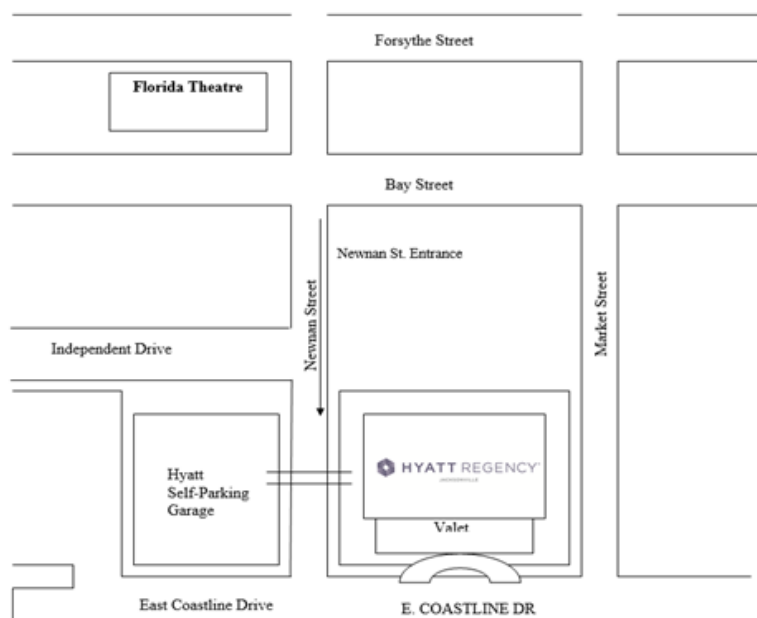 Forsythe Street
Florida Theatre
Bay Street
Newnan St. Entrance
Newnan Street
Market Street
Independent Drive
HYATT REGENCY
JACKSONVILLE
Hyatt
Self-Parking
Garage
Valet
East Coastline Drive
E. COASTLINE DR